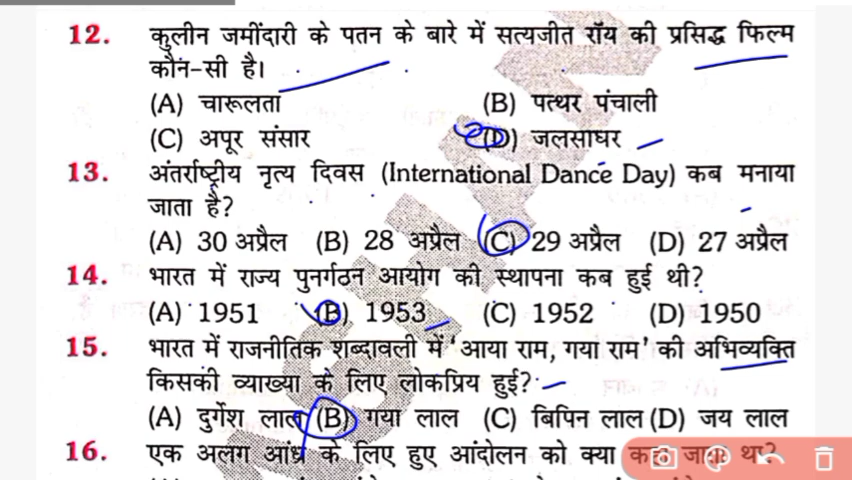 12. कुलीन जमींदारी के पतन के बारे में सत्यजीत रॉय की प्रसिद्ध फिल्म
कौन-सी है।
(A) चारूलता (B) पत्थर पंचाली
(C) अपूर संसार (D) जलसाघर
13. अंतर्राष्ट्रीय नृत्य दिवस (International Dance Day) कब मनाया
जाता है?
(A) 30 अप्रैल (B) 28 अप्रैल (C) 29 अप्रैल (D) 27 अप्रैल
14. भारत में राज्य पुनर्गठन आयोग की स्थापना कब हुई थी?
(A) 1951 (B) 1953 (C) 1952 (D) 1950
15. भारत में राजनीतिक शब्दावली में 'आया राम, गया राम' की अभिव्यक्ति
किसकी व्याख्या के लिए लोकप्रिय हुई?
(A) दुर्गेश लाल (B) गया लाल (C) बिपिन लाल (D) जय लाल
16. एक अलग आंध्र के लिए हुए आंदोलन को क्या कहा जाता था?